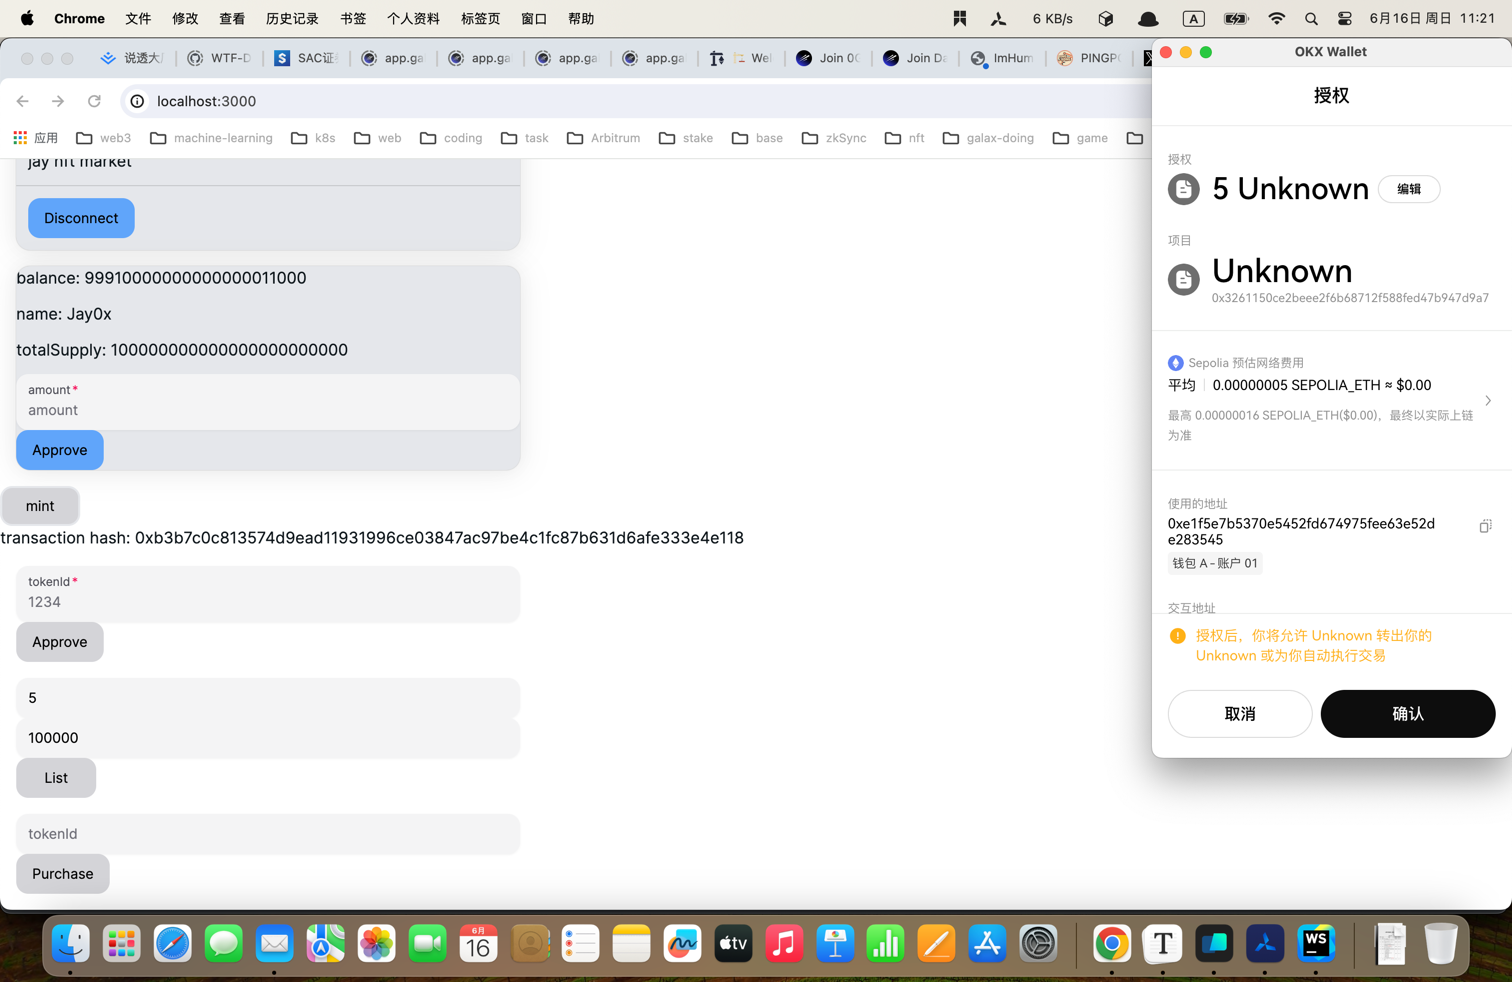 Chrome 文件 修改 查看 历史记录 书签 个人资料 标签页 窗口 帮助 6 KB/s A 6月16日 周日 11:21
说透大 WTF-D SAC证 app.ga app.ga app.ga app.ga Wel Join 0 Join Da ImHum PINGP
localhost:3000
应用 web3 machine-learning k8s web coding task Arbitrum stake base zkSync nft galax-doing game
jay nft market
Disconnect
balance: 99910000000000000011000
name: Jay0x
totalSupply: 100000000000000000000000
amount*
amount
Approve
mint
transaction hash: 0xb3b7c0c813574d9ead11931996ce03847ac97be4c1fc87b631d6afe333e4e118
tokenId*
1234
Approve
5
100000
List
tokenId
Purchase
OKX Wallet
授权
授权
5 Unknown 编辑
项目
Unknown
0x3261150ce2beee2f6b68712f588fed47b947d9a7
Sepolia 预估网络费用
平均 0.00000005 SEPOLIA_ETH ≈ $0.00
最高 0.00000016 SEPOLIA_ETH($0.00)，最终以实际上链
为准
使用的地址
0xe1f5e7b5370e5452fd674975fee63e52d
e283545
钱包 A - 账户 01
交互地址
授权后，你将允许 Unknown 转出你的
Unknown 或为你自动执行交易
取消 确认
6月
16
tv
T
WS